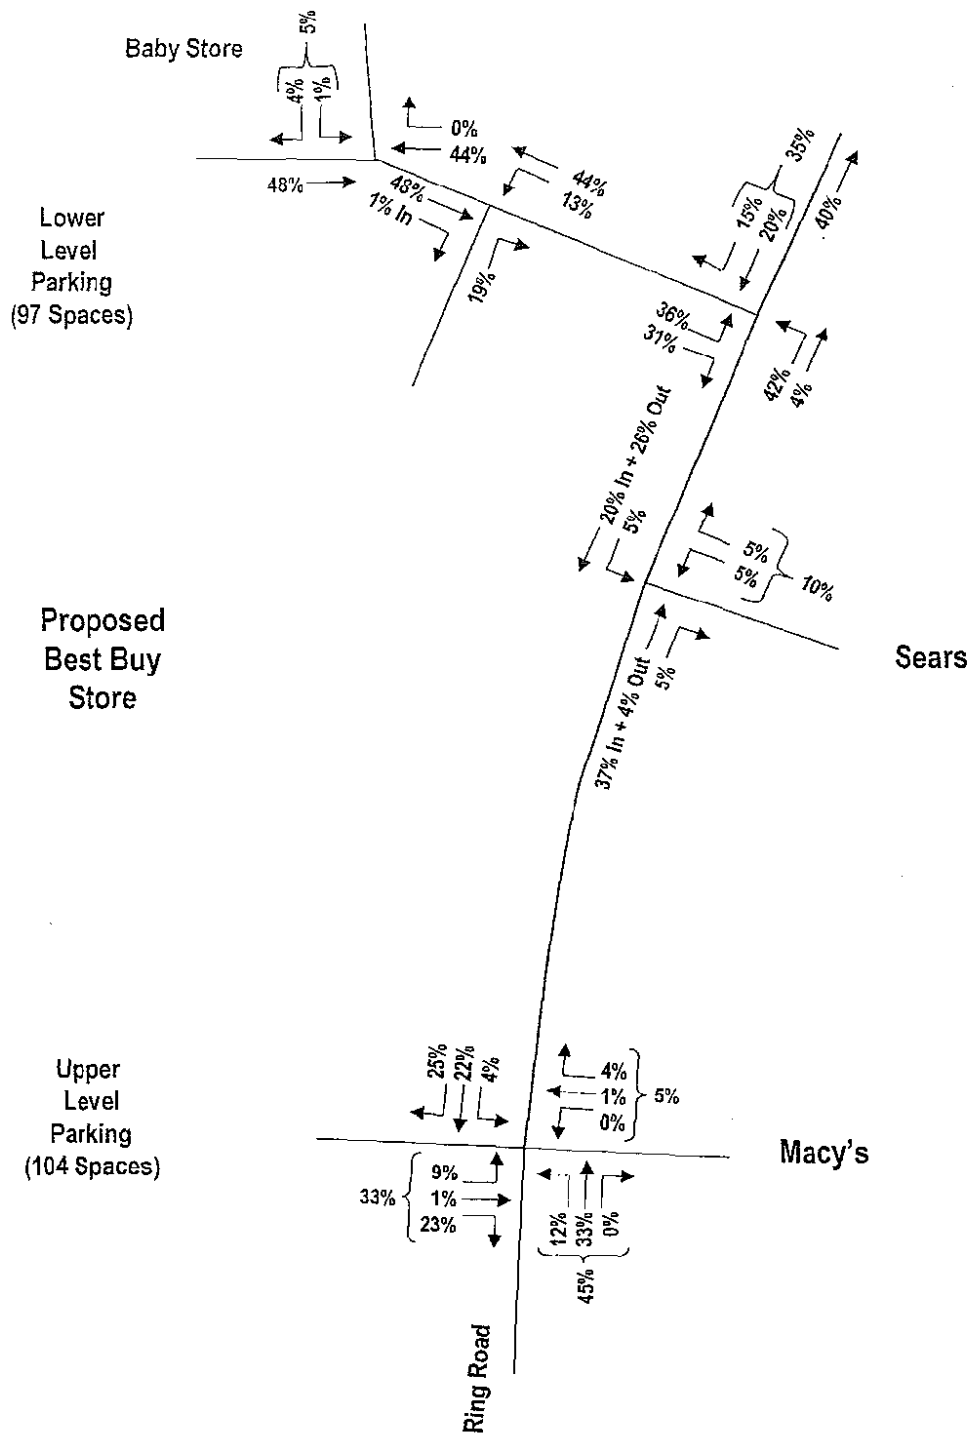 5%
Baby Store
4%
1%
0%
44%
48%
48%
1% In
44%
13%
19%
35%
15%
20%
40%
Lower
Level
Parking
(97 Spaces)
36%
31%
42%
4%
20% In + 26% Out
5%
5%
5%
10%
Proposed
Best Buy
Store
Sears
37% In + 4% Out
5%
Upper
Level
Parking
(104 Spaces)
25%
22%
4%
4%
1%
0%
5%
Macy's
33%
9%
1%
23%
12%
33%
0%
45%
Ring Road